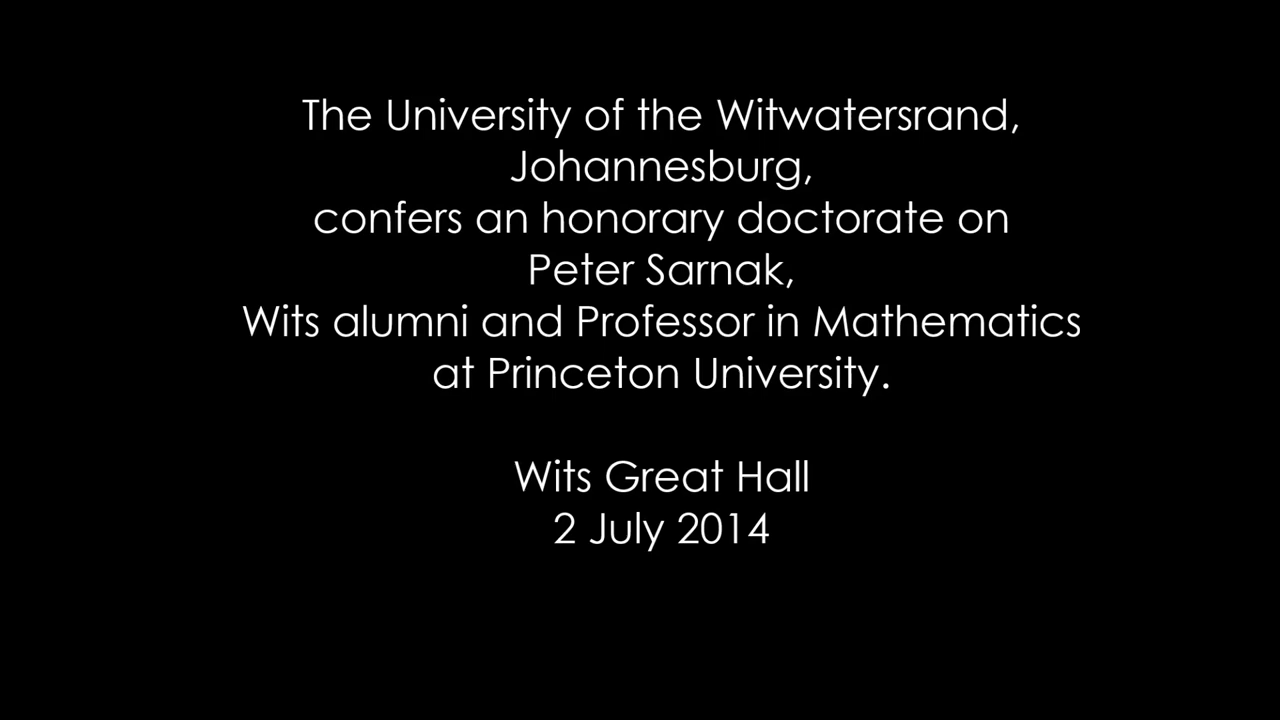 The University of the Witwatersrand,
Johannesburg,
confers an honorary doctorate on
Peter Sarnak,
Wits alumni and Professor in Mathematics
at Princeton University.
Wits Great Hall
2 July 2014